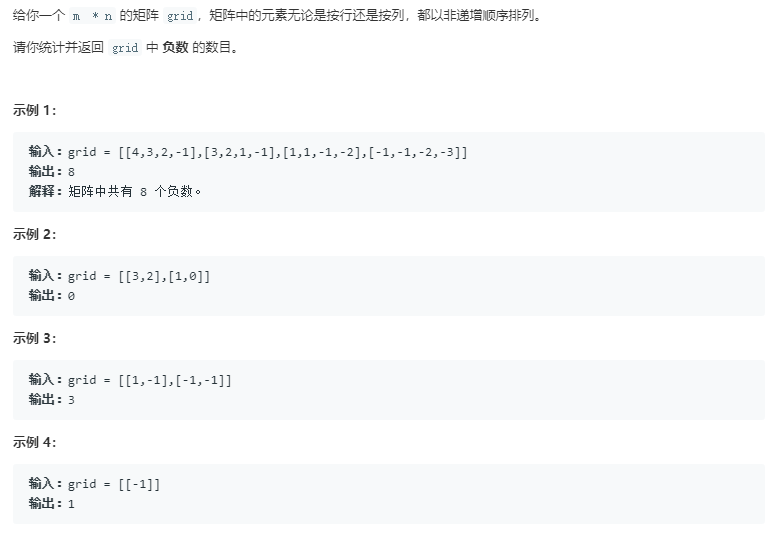 给你一个 m * n 的矩阵 grid，矩阵中的元素无论是按行还是按列，都以非递增顺序排列。
请你统计并返回 grid 中 负数 的数目。
示例 1：
输入：grid = [[4,3,2,-1],[3,2,1,-1],[1,1,-1,-2],[-1,-1,-2,-3]]
输出：8
解释：矩阵中共有 8 个负数。
示例 2：
输入：grid = [[3,2],[1,0]]
输出：0
示例 3：
输入：grid = [[1,-1],[-1,-1]]
输出：3
示例 4：
输入：grid = [[-1]]
输出：1